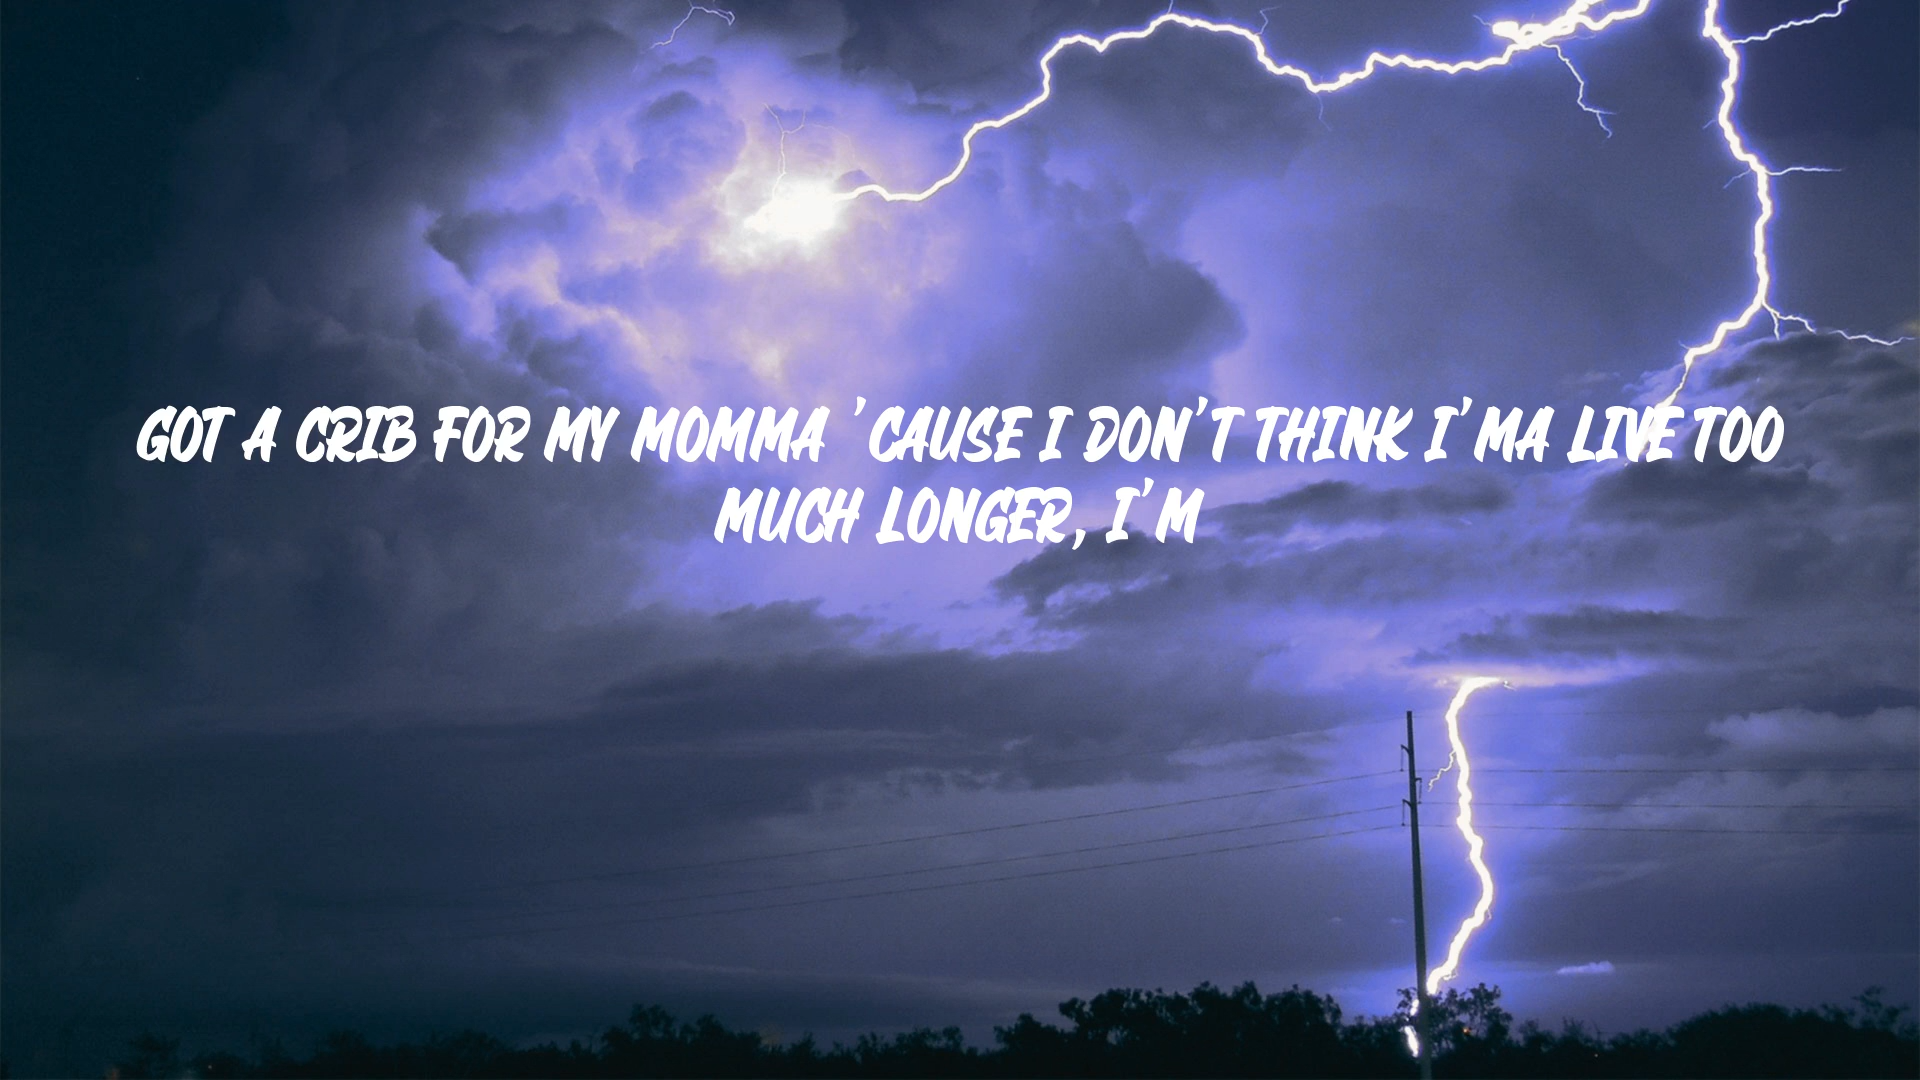 GOT A CRIB FOR MY MOMMA 'CAUSE I DON'T THINK I'MA LIVE TOO
MUCH LONGER, I'M